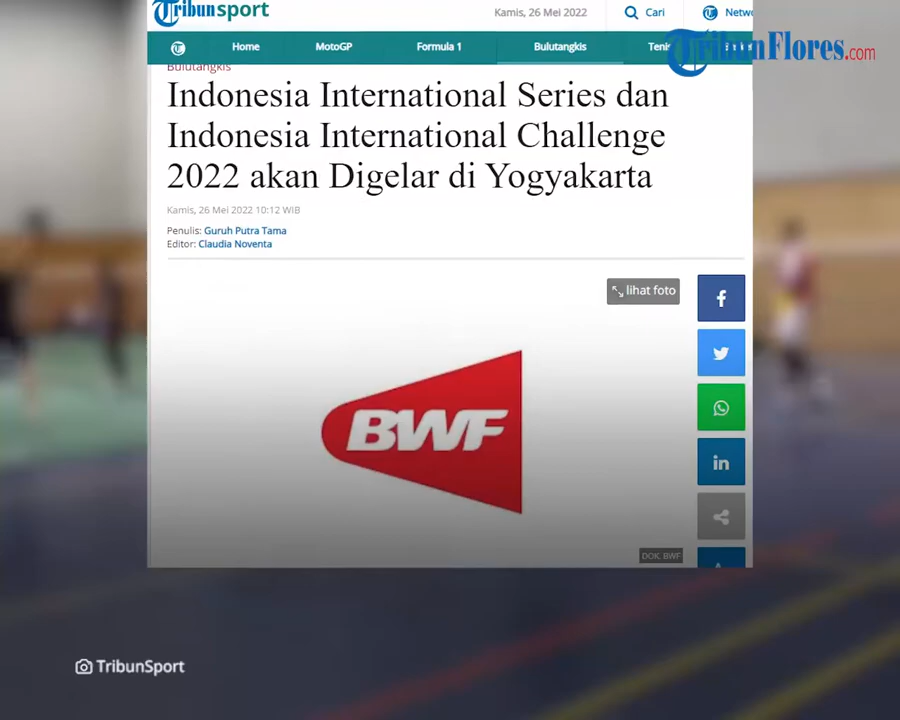 Tribunsport
Kamis, 26 Mei 2022
Cari
Netwo
Home
MotoGP
Formula 1
Bulutangkis
Tenis
TribunFlores.com
Bulutangkis
Indonesia International Series dan
Indonesia International Challenge
2022 akan Digelar di Yogyakarta
Kamis, 26 Mei 2022 10:12 WIB
Penulis: Guruh Putra Tama
Editor: Claudia Noventa
lihat foto
BWF
DOK. BWF
TribunSport